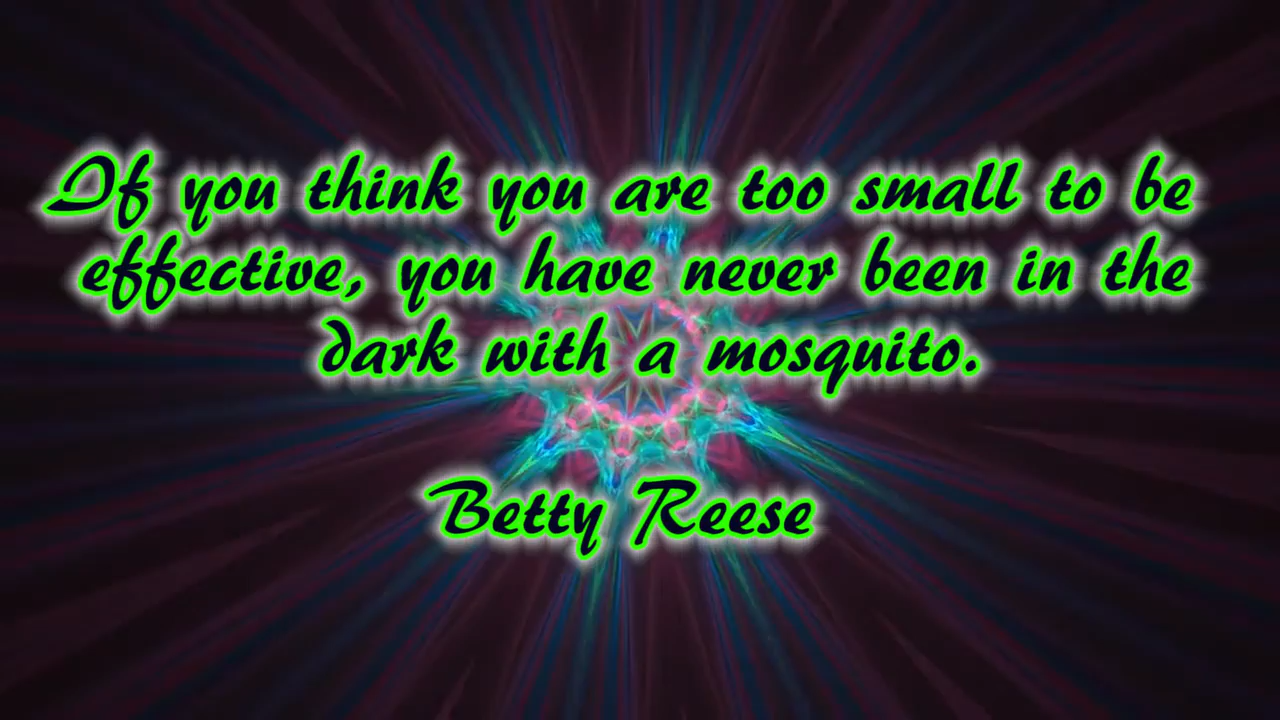 If you think you are too small to be
effective, you have never been in the
dark with a mosquito.
Betty Reese